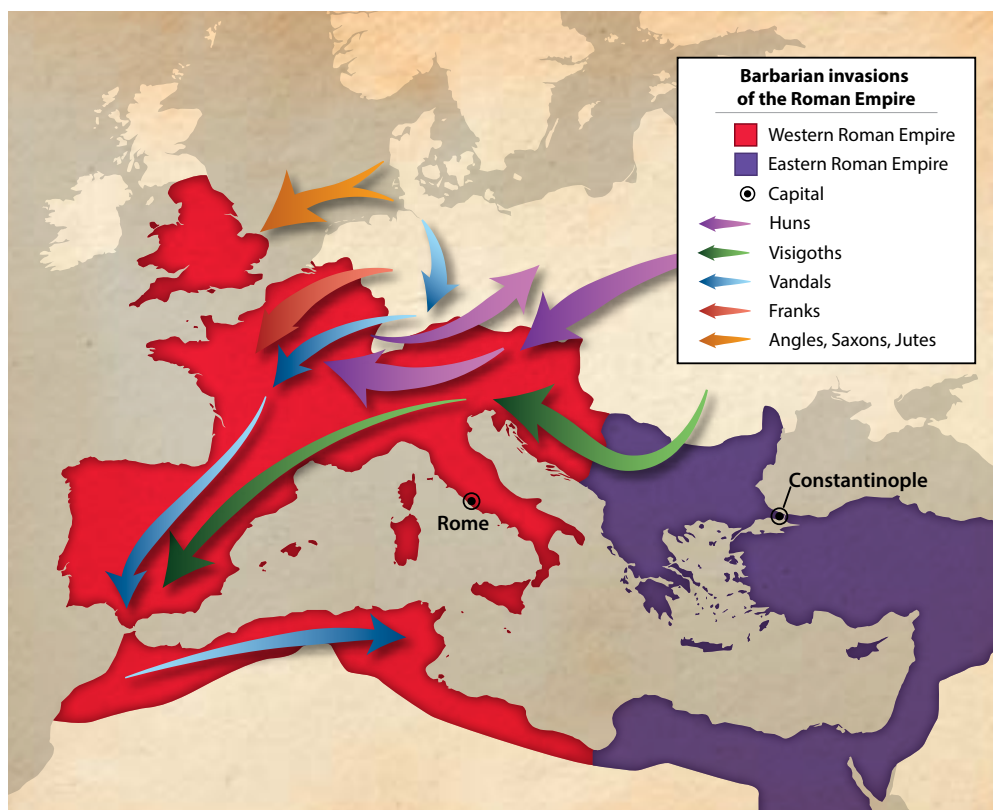 Barbarian invasions
of the Roman Empire
Western Roman Empire
Eastern Roman Empire
Capital
Huns
Visigoths
Vandals
Franks
Angles, Saxons, Jutes
Constantinople
Rome